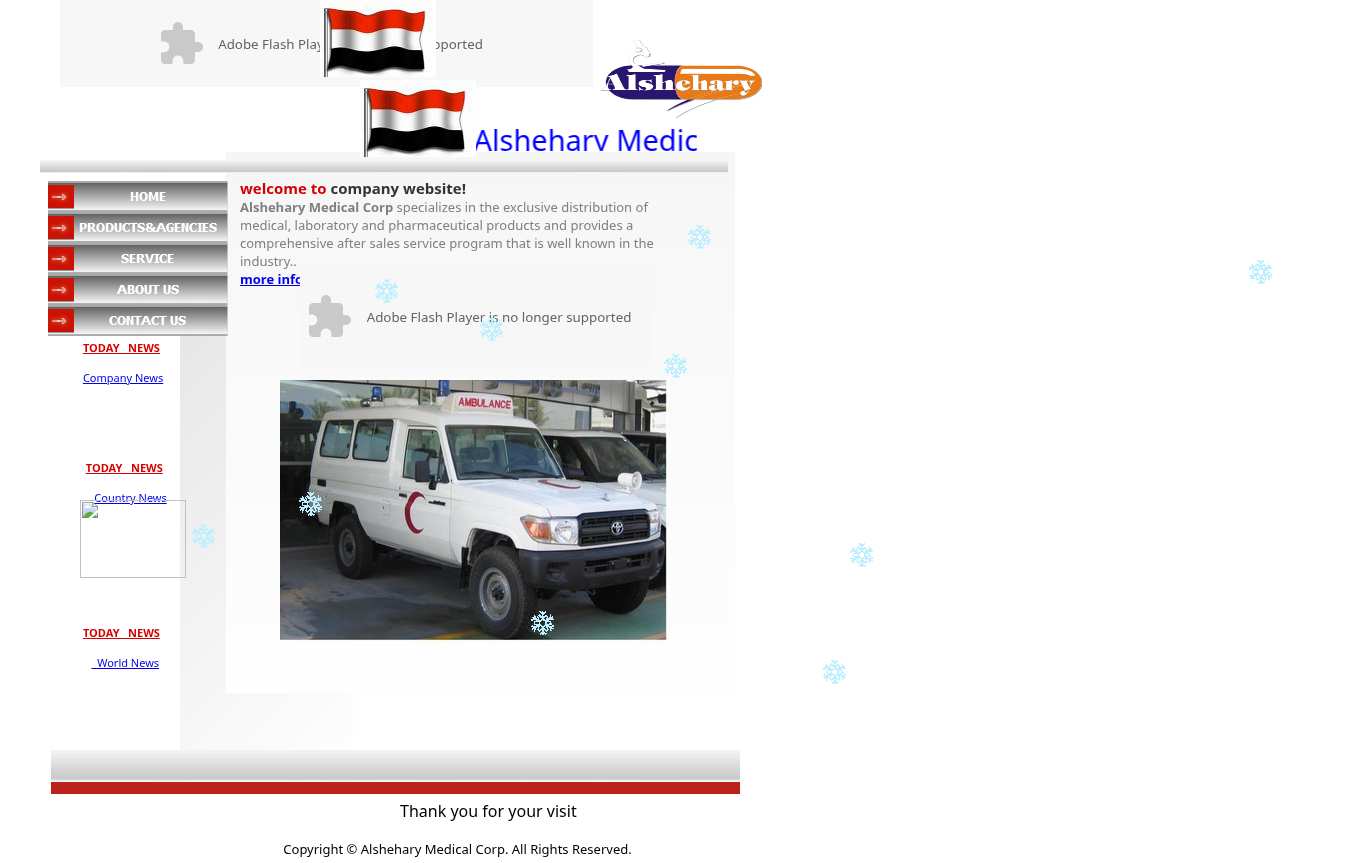 Adobe Flash Play
pported
Alshehary
Alshehary Medic
HOME
PRODUCTS&AGENCIES
SERVICE
ABOUT US
CONTACT US
welcome to company website!
Alshehary Medical Corp specializes in the exclusive distribution of
medical, laboratory and pharmaceutical products and provides a
comprehensive after sales service program that is well known in the
industry..
more info
Adobe Flash Player is no longer supported
AMBULANCE
TODAY NEWS
Company News
TODAY NEWS
Country News
TODAY NEWS
World News
Thank you for your visit
Copyright © Alshehary Medical Corp. All Rights Reserved.